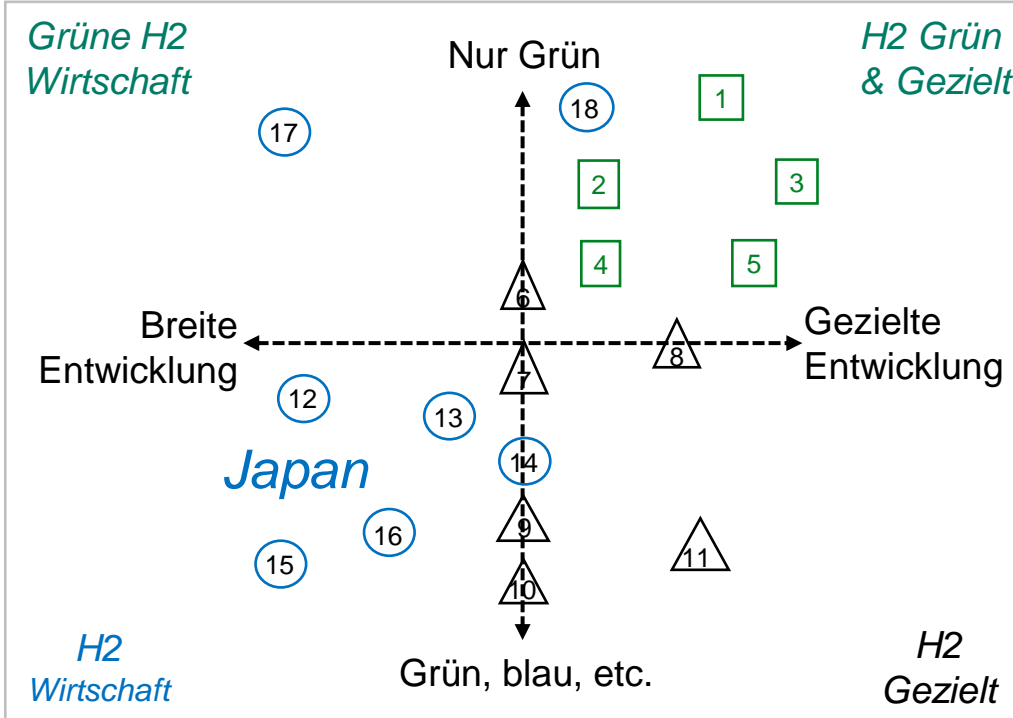 Grüne H2
Wirtschaft
Nur Grün
H2 Grün
& Gezielt
1
18
17
2
3
4
5
6
Breite
Entwicklung
Gezielte
Entwicklung
8
7
12
13
Japan
14
9
16
15
11
10
H2
Wirtschaft
Grün, blau, etc.
H2
Gezielt